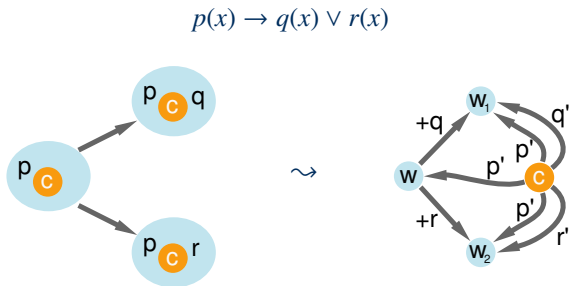 p(x) → q(x) ∨ r(x)
p c q
p c
p c r
⤳
w₁
+q
q'
p'
w
p'
c
p'
+r
r'
w₂